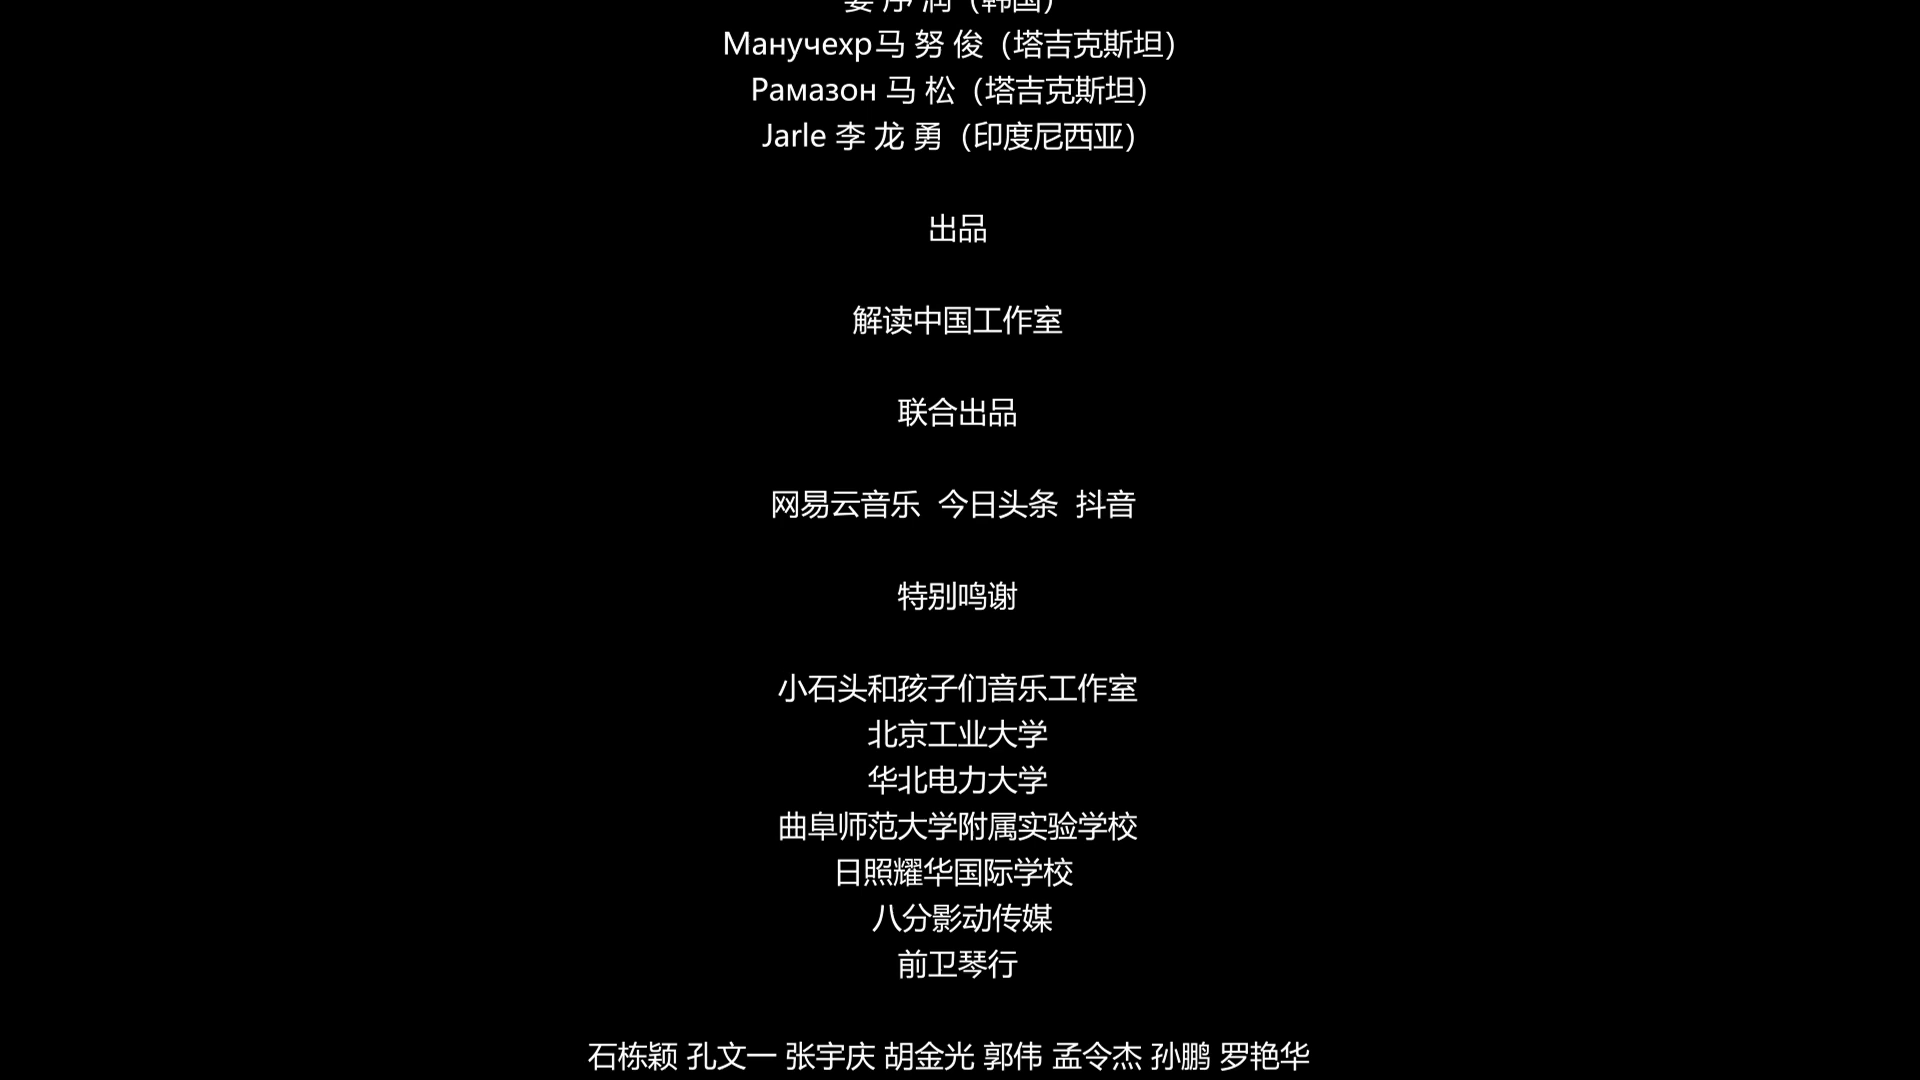 姜 序 润（韩国）
Манучехр马 努 俊（塔吉克斯坦）
Рамазон 马 松（塔吉克斯坦）
Jarle 李 龙 勇（印度尼西亚）
出品
解读中国工作室
联合出品
网易云音乐 今日头条 抖音
特别鸣谢
小石头和孩子们音乐工作室
北京工业大学
华北电力大学
曲阜师范大学附属实验学校
日照耀华国际学校
八分影动传媒
前卫琴行
石栋颖 孔文一 张宇庆 胡金光 郭伟 孟令杰 孙鹏 罗艳华